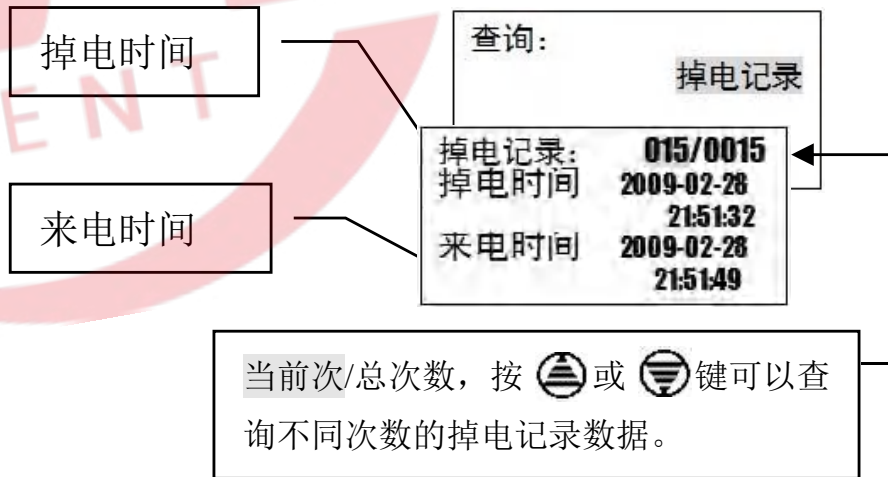 掉电时间
查询:
掉电记录
ENT
掉电记录: 015/0015
掉电时间 2009-02-28
21:51:32
来电时间
来电时间 2009-02-28
21:51:49
当前次/总次数，按 或 键可以查
询不同次数的掉电记录数据。